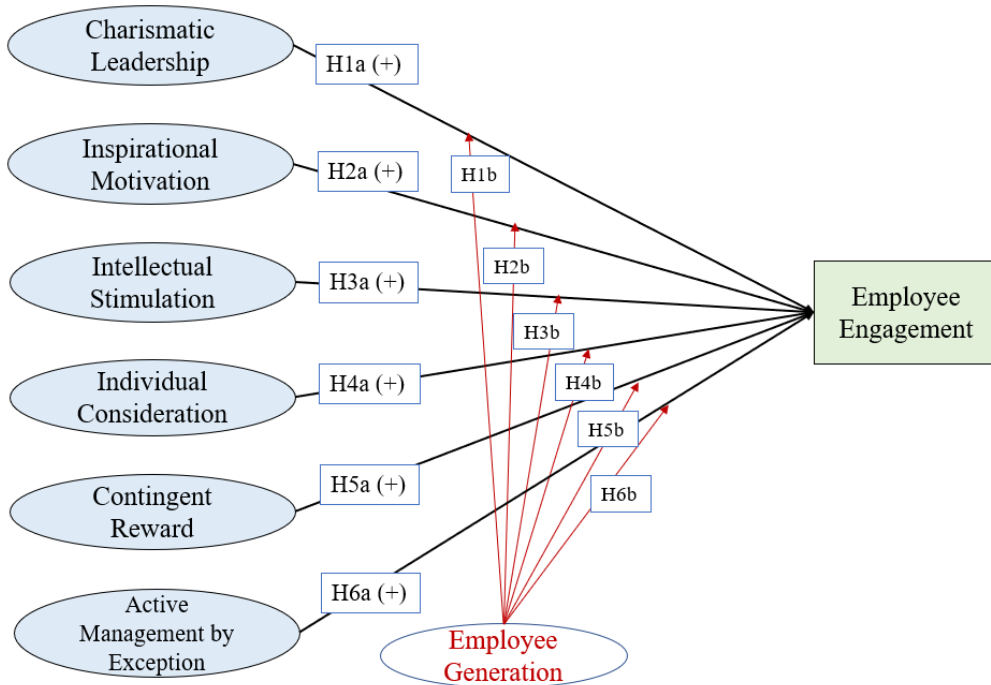 Charismatic
Leadership
H1a (+)
Inspirational
Motivation
H2a (+)
H1b
Intellectual
Stimulation
H3a (+)
H2b
H3b
Employee
Engagement
Individual
Consideration
H4a (+)
H4b
H5b
Contingent
Reward
H5a (+)
H6b
Active
Management by
Exception
H6a (+)
Employee
Generation